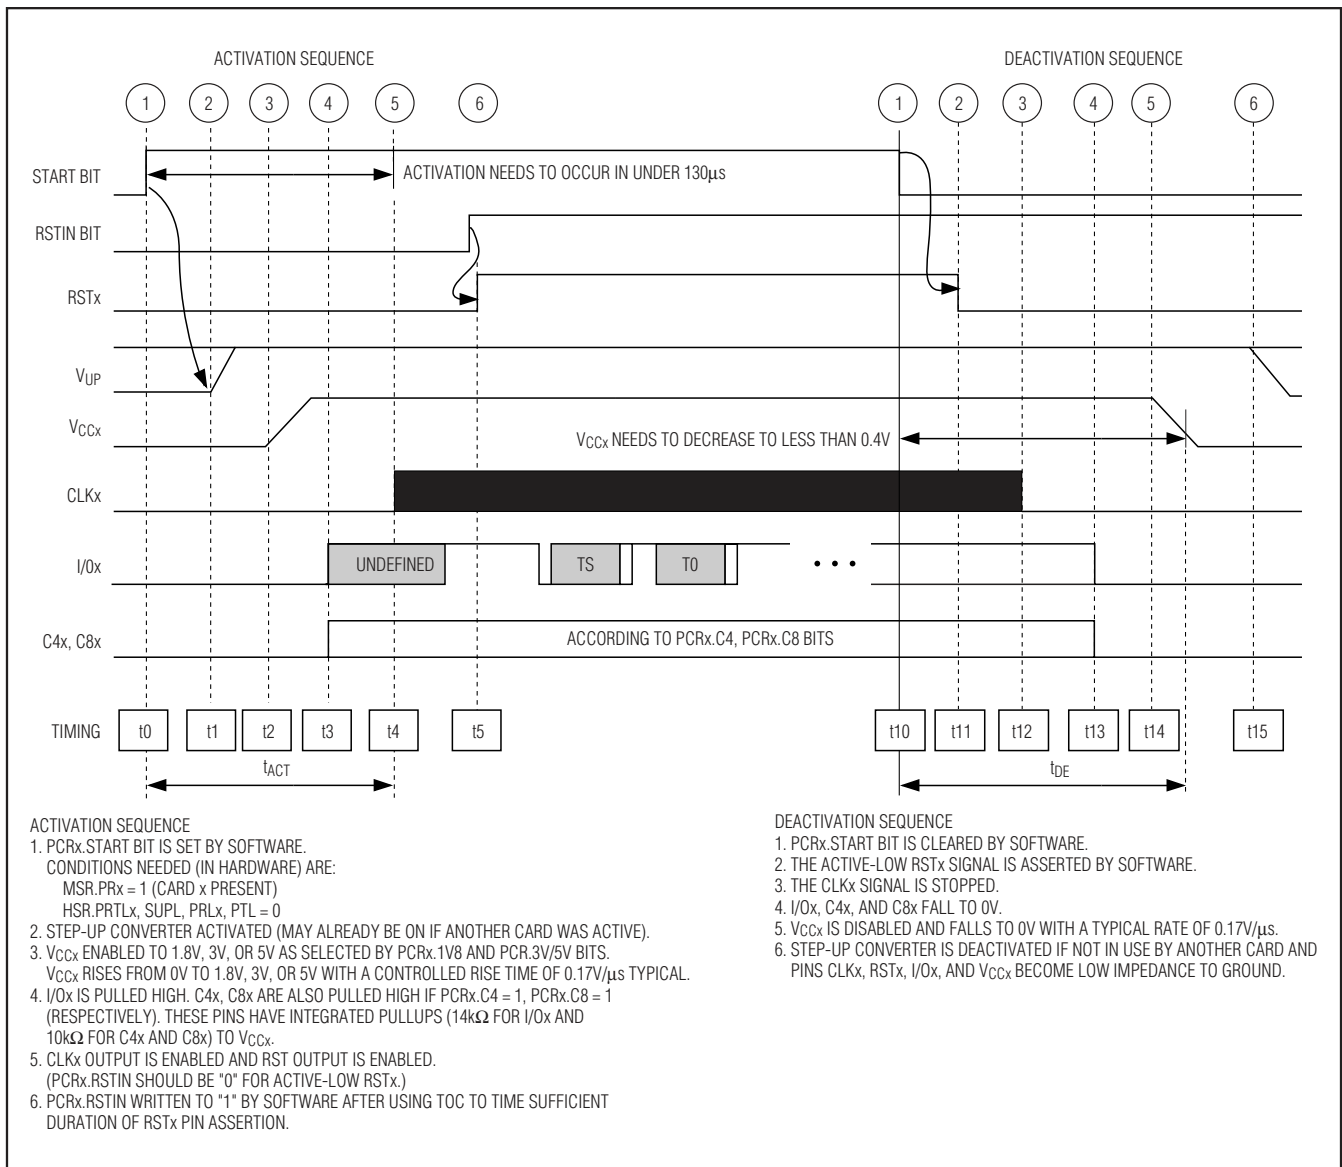 ACTIVATION SEQUENCE
DEACTIVATION SEQUENCE
1 2 3 4 5 6
1 2 3 4 5 6
START BIT
ACTIVATION NEEDS TO OCCUR IN UNDER 130μs
RSTIN BIT
RSTx
VUP
VCCx
VCCx NEEDS TO DECREASE TO LESS THAN 0.4V
CLKx
I/Ox
UNDEFINED
TS
T0
• • •
C4x, C8x
ACCORDING TO PCRx.C4, PCRx.C8 BITS
TIMING
t0 t1 t2 t3 t4 t5
t10 t11 t12 t13 t14 t15
tACT
tDE
ACTIVATION SEQUENCE
1. PCRx.START BIT IS SET BY SOFTWARE.
CONDITIONS NEEDED (IN HARDWARE) ARE:
MSR.PRx = 1 (CARD x PRESENT)
HSR.PRTLx, SUPL, PRLx, PTL = 0
2. STEP-UP CONVERTER ACTIVATED (MAY ALREADY BE ON IF ANOTHER CARD WAS ACTIVE).
3. VCCx ENABLED TO 1.8V, 3V, OR 5V AS SELECTED BY PCRx.1V8 AND PCR.3V/5V BITS.
VCCx RISES FROM 0V TO 1.8V, 3V, OR 5V WITH A CONTROLLED RISE TIME OF 0.17V/μs TYPICAL.
4. I/Ox IS PULLED HIGH. C4x, C8x ARE ALSO PULLED HIGH IF PCRx.C4 = 1, PCRx.C8 = 1
(RESPECTIVELY). THESE PINS HAVE INTEGRATED PULLUPS (14kΩ FOR I/Ox AND
10kΩ FOR C4x AND C8x) TO VCCx.
5. CLKx OUTPUT IS ENABLED AND RST OUTPUT IS ENABLED.
(PCRx.RSTIN SHOULD BE "0" FOR ACTIVE-LOW RSTx.)
6. PCRx.RSTIN WRITTEN TO "1" BY SOFTWARE AFTER USING TOC TO TIME SUFFICIENT
DURATION OF RSTx PIN ASSERTION.
DEACTIVATION SEQUENCE
1. PCRx.START BIT IS CLEARED BY SOFTWARE.
2. THE ACTIVE-LOW RSTx SIGNAL IS ASSERTED BY SOFTWARE.
3. THE CLKx SIGNAL IS STOPPED.
4. I/Ox, C4x, AND C8x FALL TO 0V.
5. VCCx IS DISABLED AND FALLS TO 0V WITH A TYPICAL RATE OF 0.17V/μs.
6. STEP-UP CONVERTER IS DEACTIVATED IF NOT IN USE BY ANOTHER CARD AND
PINS CLKx, RSTx, I/Ox, AND VCCx BECOME LOW IMPEDANCE TO GROUND.